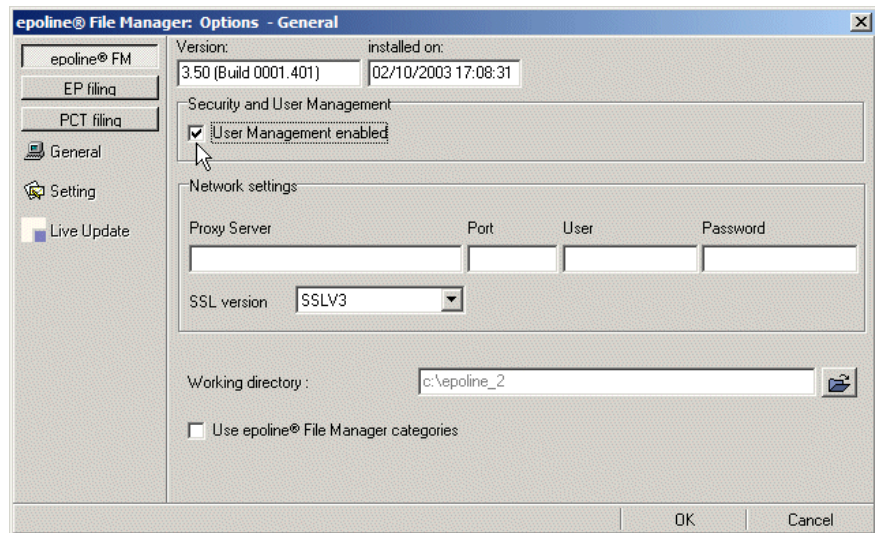 epoline® File Manager: Options - General
epoline® FM
EP filing
PCT filing
General
Setting
Live Update
Version:
installed on:
3.50 (Build 0001.401)
02/10/2003 17:08:31
Security and User Management
User Management enabled
Network settings
Proxy Server
Port
User
Password
SSL version
SSLV3
Working directory :
c:\epoline_2
Use epoline® File Manager categories
OK
Cancel